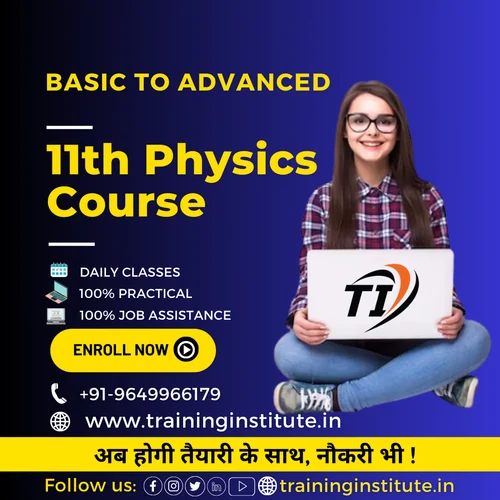 BASIC TO ADVANCED
11th Physics
Course
DAILY CLASSES
100% PRACTICAL
100% JOB ASSISTANCE
ENROLL NOW
TI
+91-9649966179
www.traininginstitute.in
अब होगी तैयारी के साथ, नौकरी भी !
Follow us: traininginstitute.in